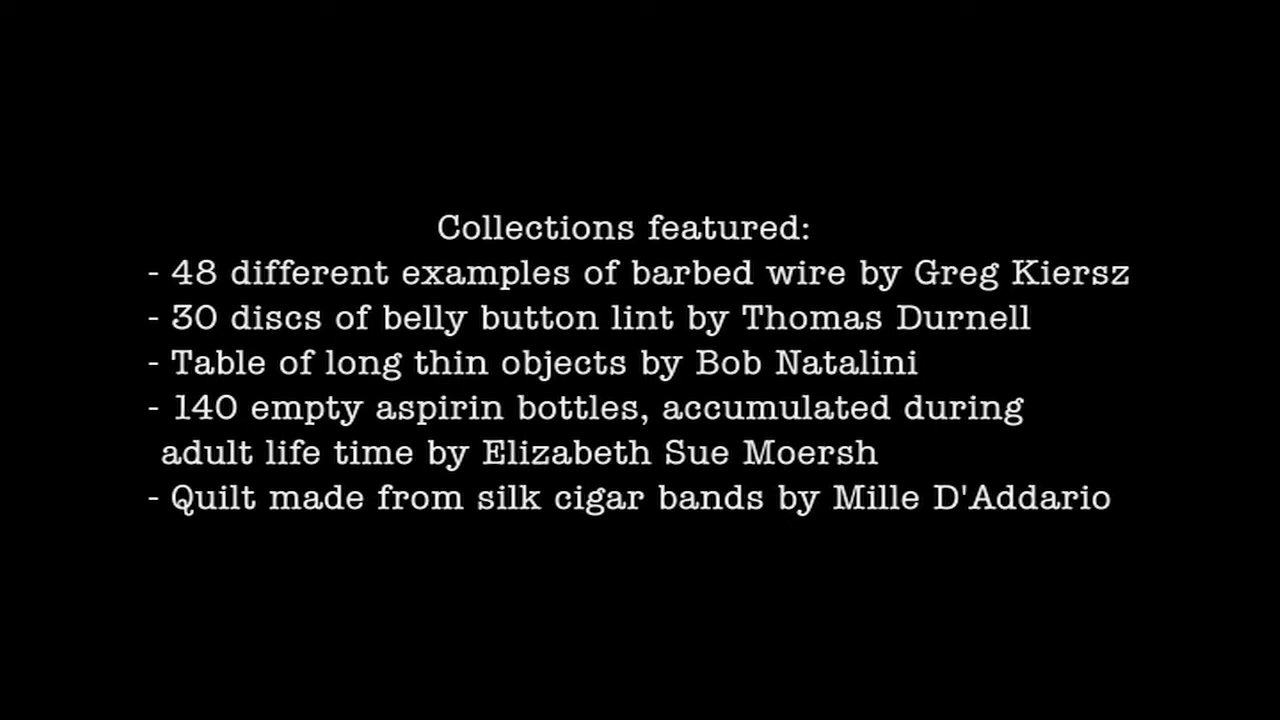 Collections featured:
- 48 different examples of barbed wire by Greg Kiersz
- 30 discs of belly button lint by Thomas Durnell
- Table of long thin objects by Bob Natalini
- 140 empty aspirin bottles, accumulated during
adult life time by Elizabeth Sue Moersh
- Quilt made from silk cigar bands by Mille D'Addario